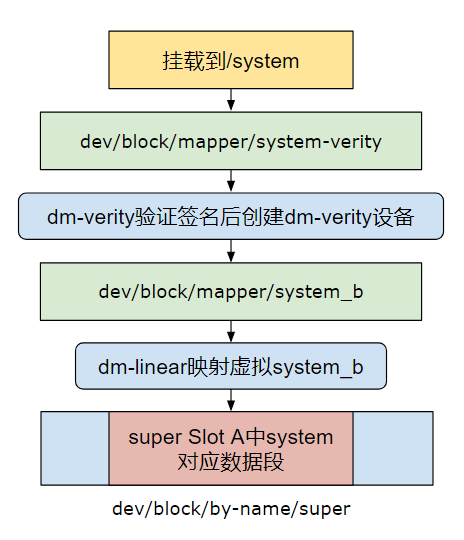 挂载到/system
dev/block/mapper/system-verity
dm-verity验证签名后创建dm-verity设备
dev/block/mapper/system_b
dm-linear映射虚拟system_b
super Slot A中system
对应数据段
dev/block/by-name/super